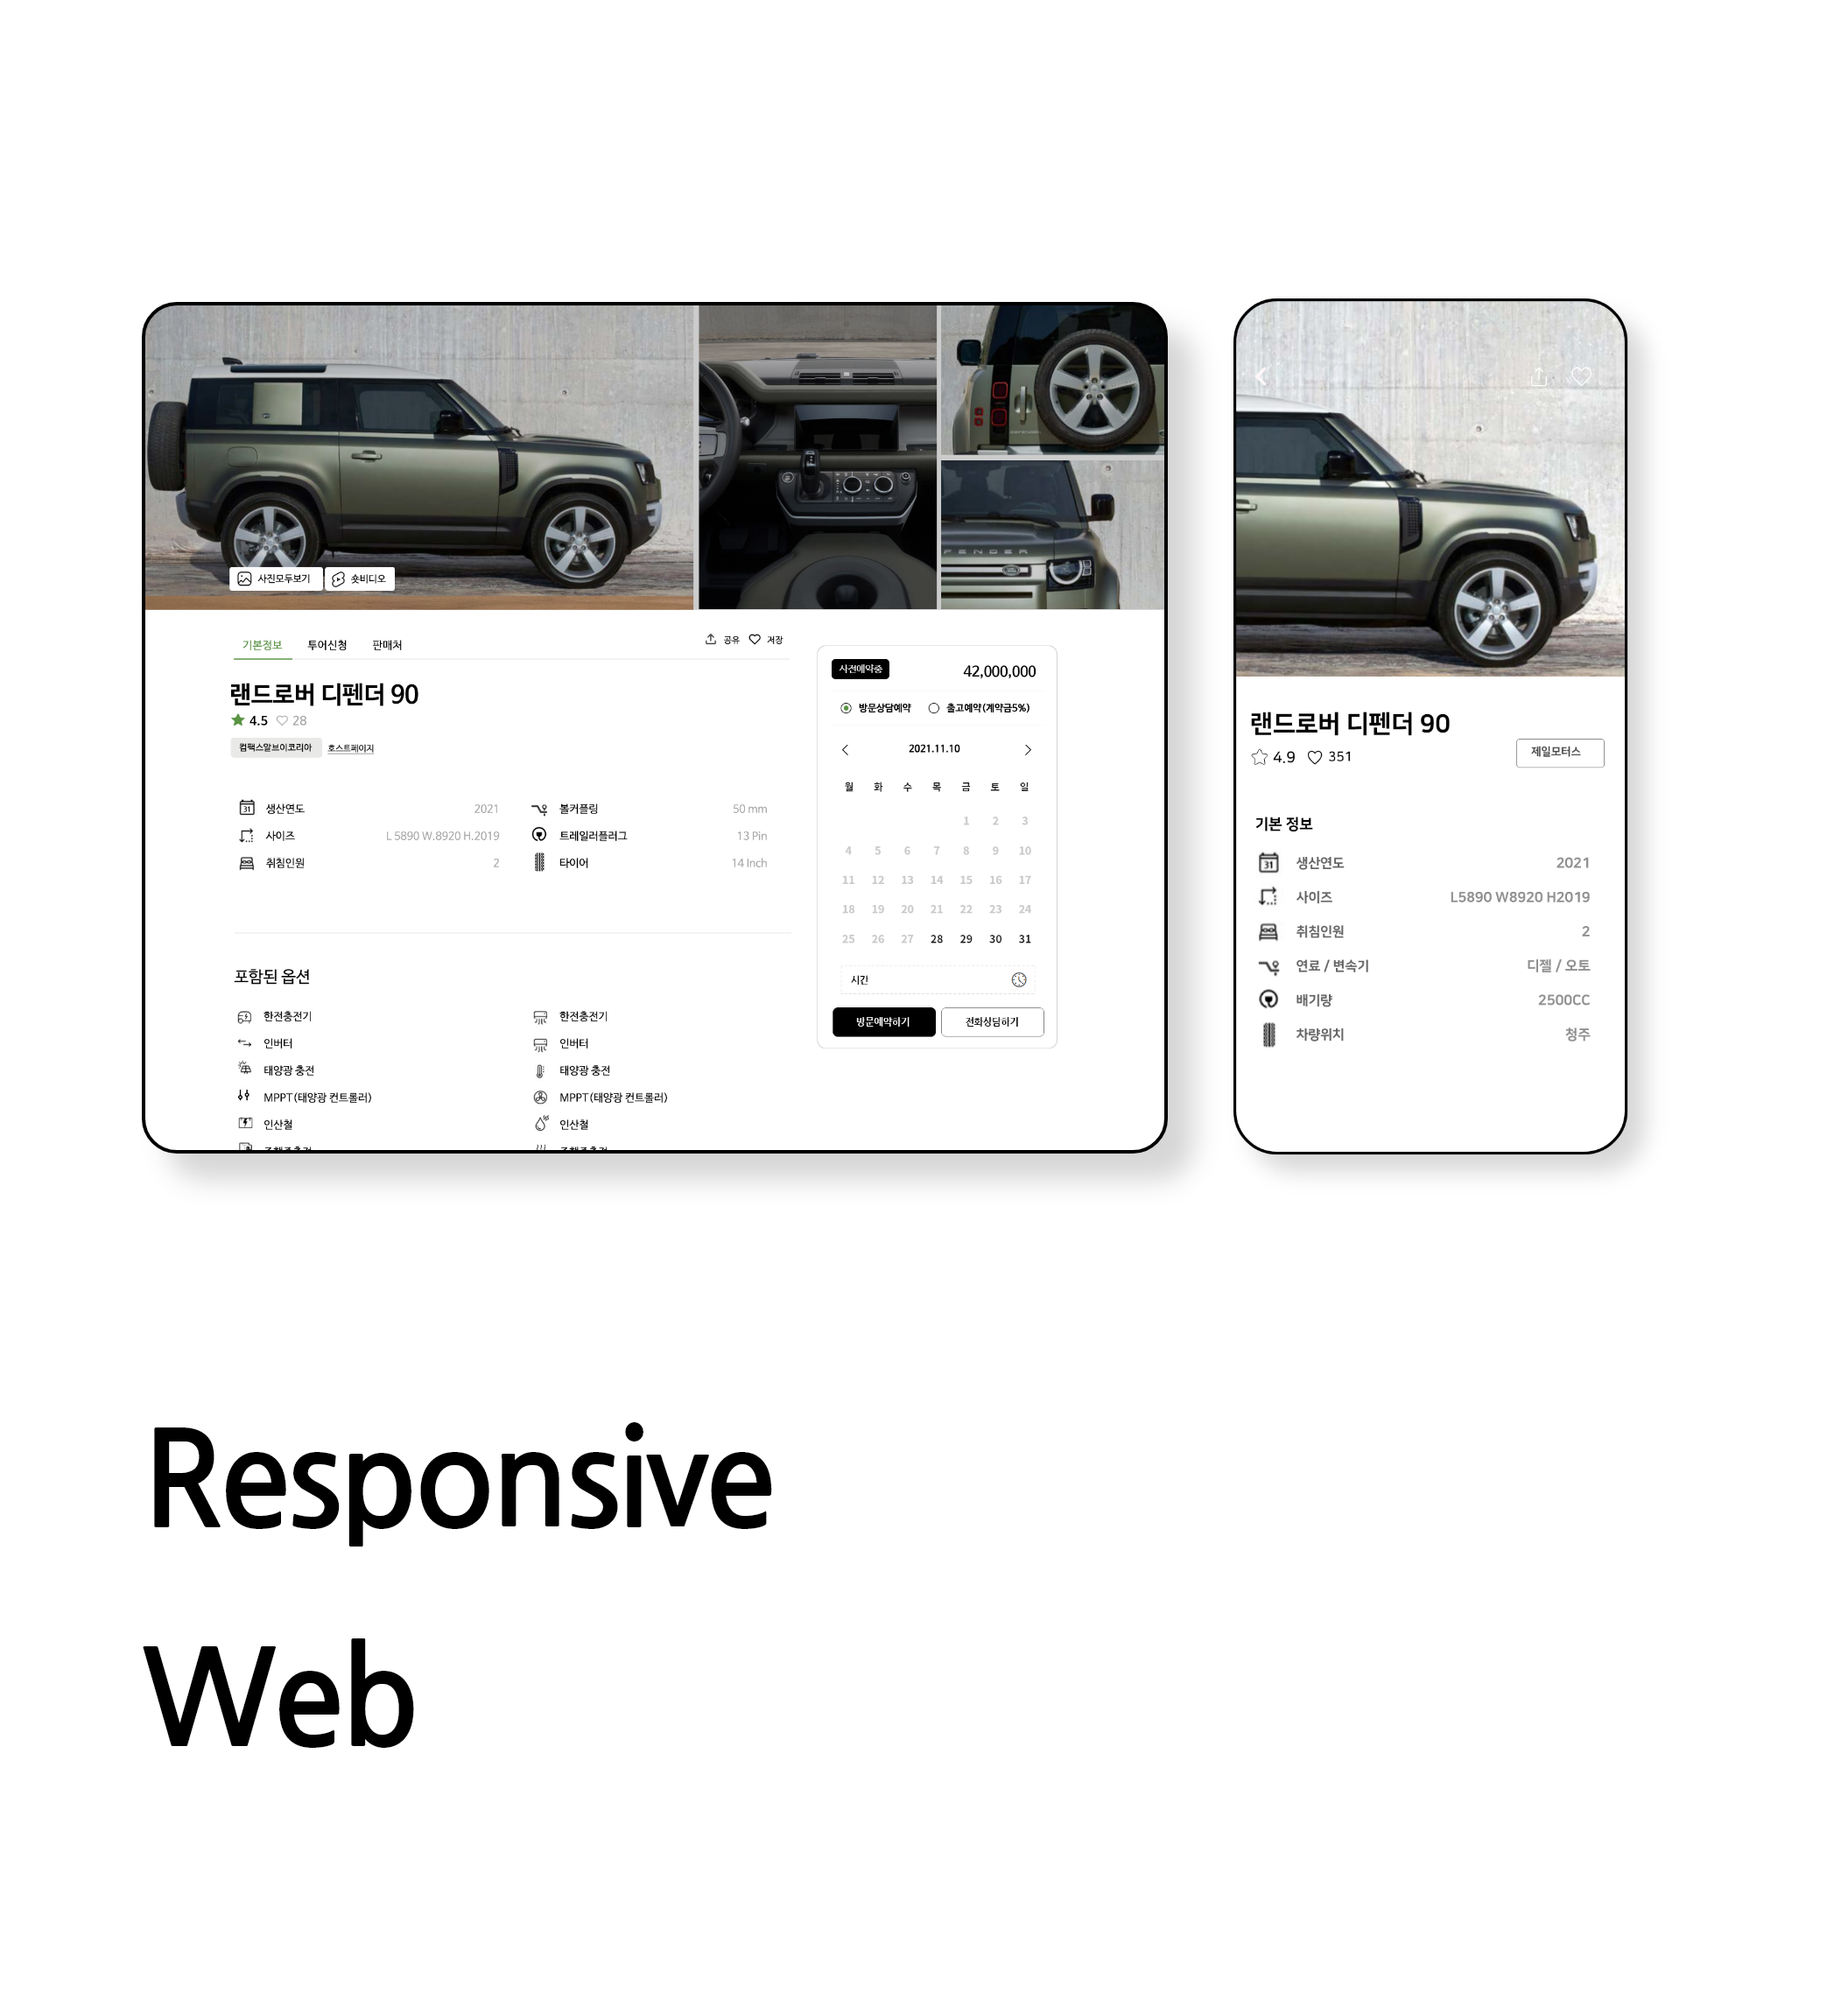 FENDER
사진모두보기 숏비디오
기본정보 투어신청 판매처
공유 저장
랜드로버 디펜더 90
4.5 28
컴팩스알브이코리아 호스트페이지
31 생산연도 2021
사이즈 L 5890 W.8920 H.2019
취침인원 2
볼커플링 50 mm
트레일러플러그 13 Pin
타이어 14 Inch
포함된 옵션
한전충전기
인버터
태양광 충전
MPPT(태양광 컨트롤러)
인산철
한전충전기
인버터
태양광 충전
MPPT(태양광 컨트롤러)
인산철
사전예약중 42,000,000
방문상담예약 출고예약(계약금5%)
2021.11.10
월 화 수 목 금 토 일
1 2 3
4 5 6 7 8 9 10
11 12 13 14 15 16 17
18 19 20 21 22 23 24
25 26 27 28 29 30 31
시간
방문예약하기 전화상담하기
랜드로버 디펜더 90
4.9 351
제일모터스
기본 정보
31 생산연도 2021
사이즈 L5890 W8920 H2019
취침인원 2
연료 / 변속기 디젤 / 오토
배기량 2500CC
차량위치 청주
Responsive
Web